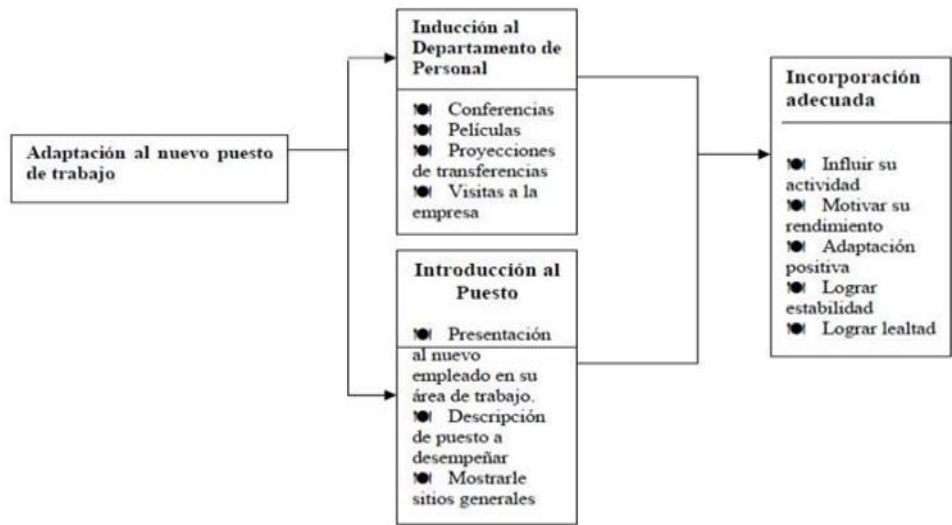 Adaptación al nuevo puesto
de trabajo
Inducción al
Departamento de
Personal
🍽 Conferencias
🍽 Películas
🍽 Proyecciones
de transferencias
🍽 Visitas a la
empresa
Introducción al
Puesto
🍽 Presentación
al nuevo
empleado en su
área de trabajo.
🍽 Descripción
de puesto a
desempeñar
🍽 Mostrarle
sitios generales
Incorporación
adecuada
🍽 Influir su
actividad
🍽 Motivar su
rendimiento
🍽 Adaptación
positiva
🍽 Lograr
estabilidad
🍽 Lograr lealtad